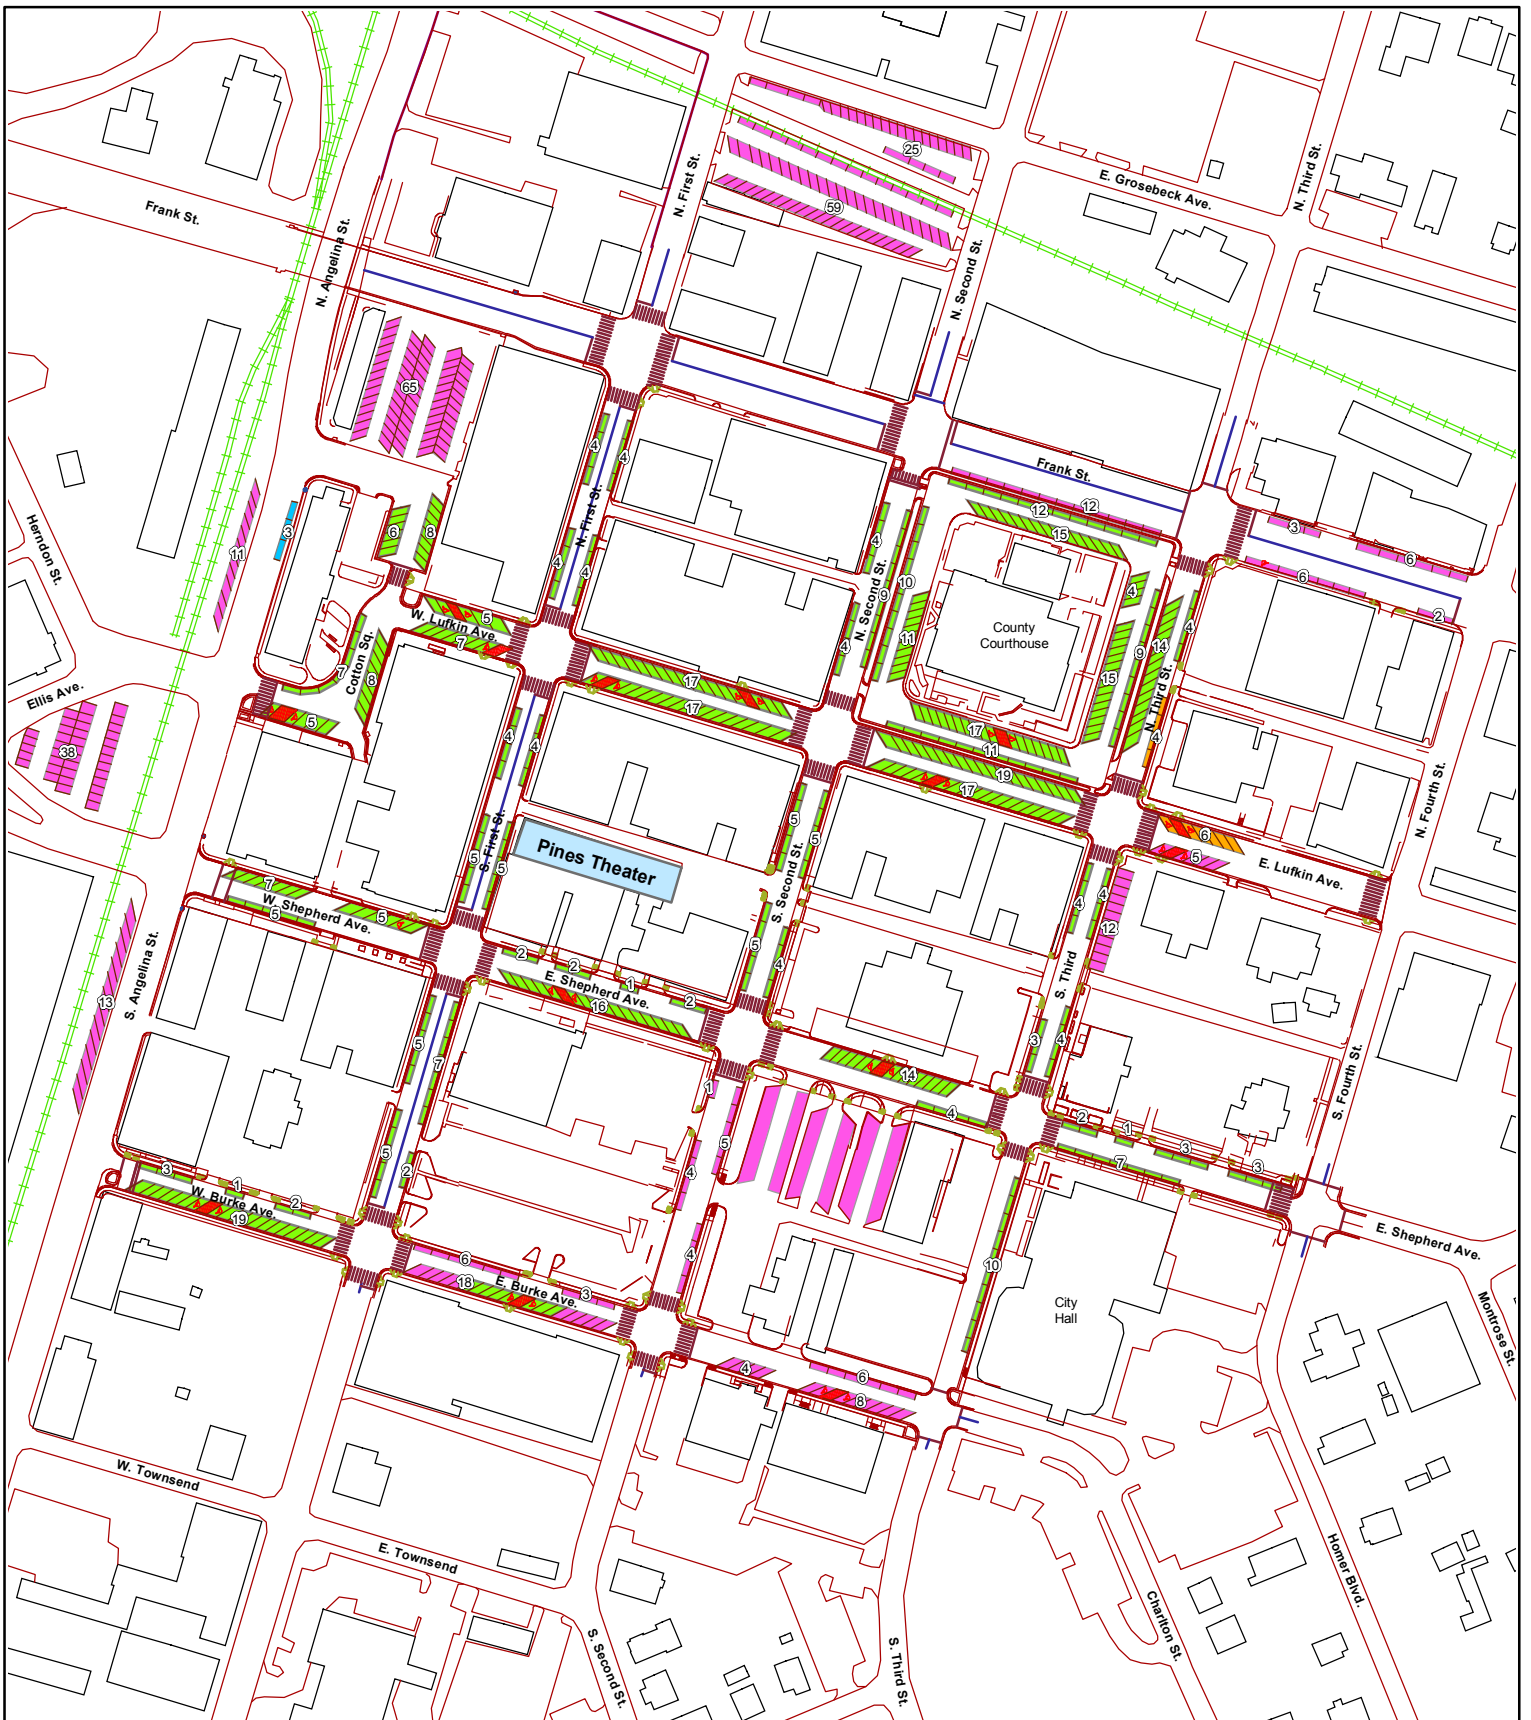 25
59
E. Grosebeck Ave.
N. Third St.
N. First St.
Frank St.
N. Angelina St.
N. Second St.
65
4
4
Frank St.
12
12
15
3
6
6
2
N. First St.
4
4
4
N. Second St.
9
10
11
4
County
Courthouse
4
15
9
14
4
N. Third St.
4
Herndon St.
11
3
6
8
5
W. Lufkin Ave.
7
7
Cotton Sq.
8
5
Ellis Ave.
38
17
17
17
11
19
17
4
4
N. Fourth St.
6
5
E. Lufkin Ave.
5
S. First St.
5
Pines Theater
5
5
S. Second St.
5
4
4
4
12
7
W. Shepherd Ave.
5
5
2
2
1
2
E. Shepherd Ave.
16
S. Third
3
4
13
S. Angelina St.
5
7
5
2
1
5
4
4
14
4
2
1
3
3
7
S. Fourth St.
3
1
2
W. Burke Ave.
19
6
18
E. Burke Ave.
3
10
City
Hall
E. Shepherd Ave.
Montrose St.
4
6
8
W. Townsend
E. Townsend
S. Second St.
S. Third St.
Charlton St.
Homer Blvd.